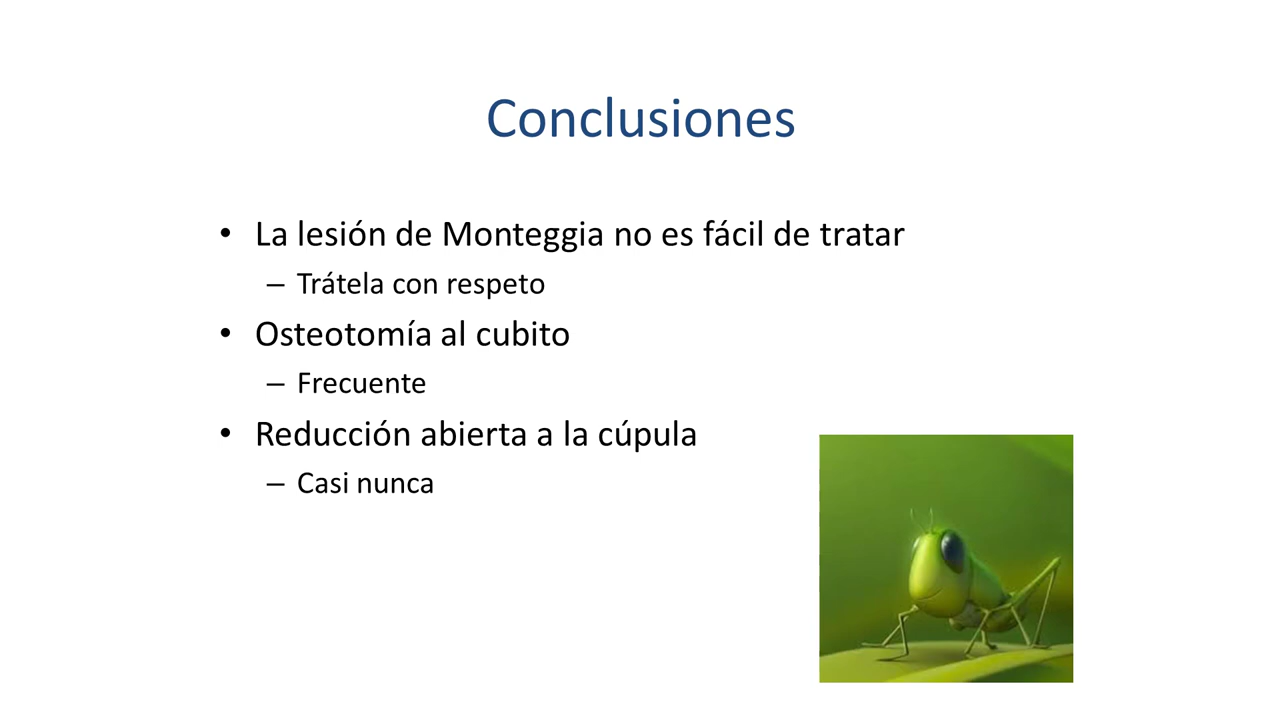 Conclusiones
• La lesión de Monteggia no es fácil de tratar
– Trátela con respeto
• Osteotomía al cubito
– Frecuente
• Reducción abierta a la cúpula
– Casi nunca